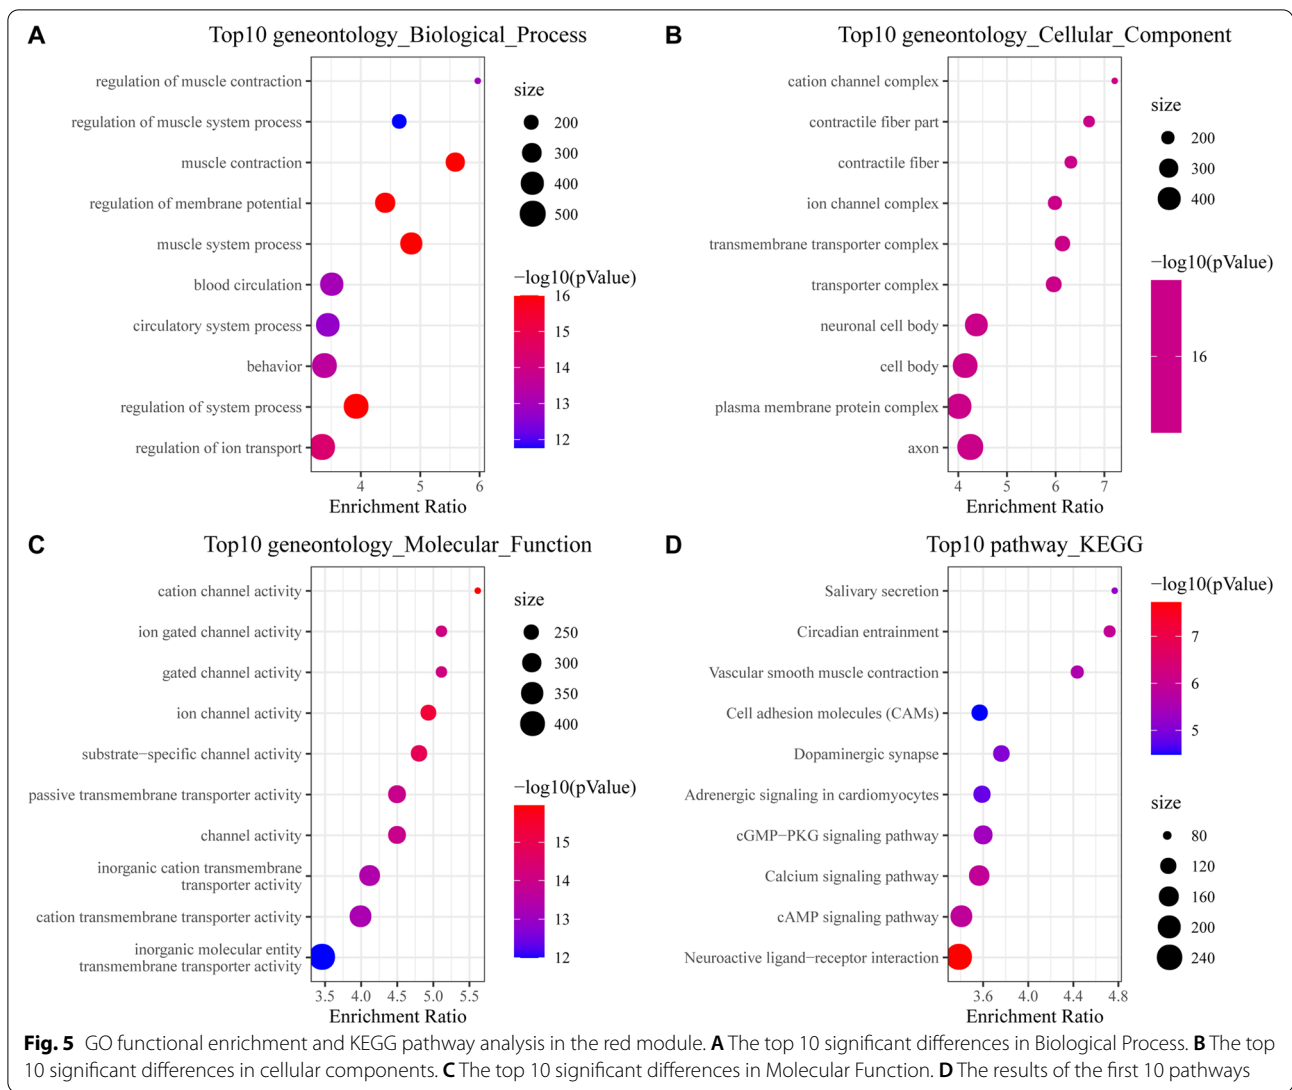 A
Top10 geneontology_Biological_Process
regulation of muscle contraction
regulation of muscle system process
muscle contraction
regulation of membrane potential
muscle system process
blood circulation
circulatory system process
behavior
regulation of system process
regulation of ion transport
4 5 6
Enrichment Ratio
size
200
300
400
500
−log10(pValue)
16
15
14
13
12
B
Top10 geneontology_Cellular_Component
cation channel complex
contractile fiber part
contractile fiber
ion channel complex
transmembrane transporter complex
transporter complex
neuronal cell body
cell body
plasma membrane protein complex
axon
4 5 6 7
Enrichment Ratio
size
200
300
400
−log10(pValue)
16
C
Top10 geneontology_Molecular_Function
cation channel activity
ion gated channel activity
gated channel activity
ion channel activity
substrate−specific channel activity
passive transmembrane transporter activity
channel activity
inorganic cation transmembrane
transporter activity
cation transmembrane transporter activity
inorganic molecular entity
transmembrane transporter activity
3.5 4.0 4.5 5.0 5.5
Enrichment Ratio
size
250
300
350
400
−log10(pValue)
15
14
13
12
D
Top10 pathway_KEGG
Salivary secretion
Circadian entrainment
Vascular smooth muscle contraction
Cell adhesion molecules (CAMs)
Dopaminergic synapse
Adrenergic signaling in cardiomyocytes
cGMP−PKG signaling pathway
Calcium signaling pathway
cAMP signaling pathway
Neuroactive ligand−receptor interaction
3.6 4.0 4.4 4.8
Enrichment Ratio
−log10(pValue)
7
6
5
size
80
120
160
200
240
Fig. 5 GO functional enrichment and KEGG pathway analysis in the red module. A The top 10 significant differences in Biological Process. B The top
10 significant differences in cellular components. C The top 10 significant differences in Molecular Function. D The results of the first 10 pathways